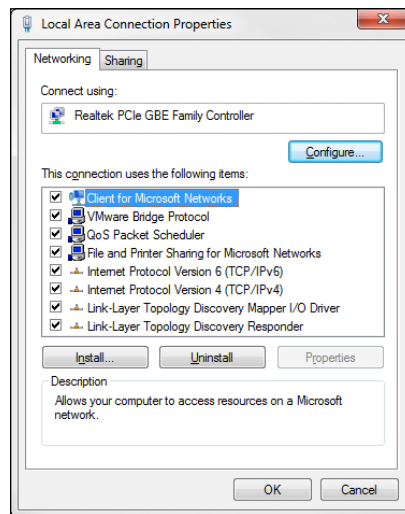 Local Area Connection Properties
Networking
Sharing
Connect using:
Realtek PCIe GBE Family Controller
Configure...
This connection uses the following items:
Client for Microsoft Networks
VMware Bridge Protocol
QoS Packet Scheduler
File and Printer Sharing for Microsoft Networks
Internet Protocol Version 6 (TCP/IPv6)
Internet Protocol Version 4 (TCP/IPv4)
Link-Layer Topology Discovery Mapper I/O Driver
Link-Layer Topology Discovery Responder
Install...
Uninstall
Properties
Description
Allows your computer to access resources on a Microsoft
network.
OK
Cancel